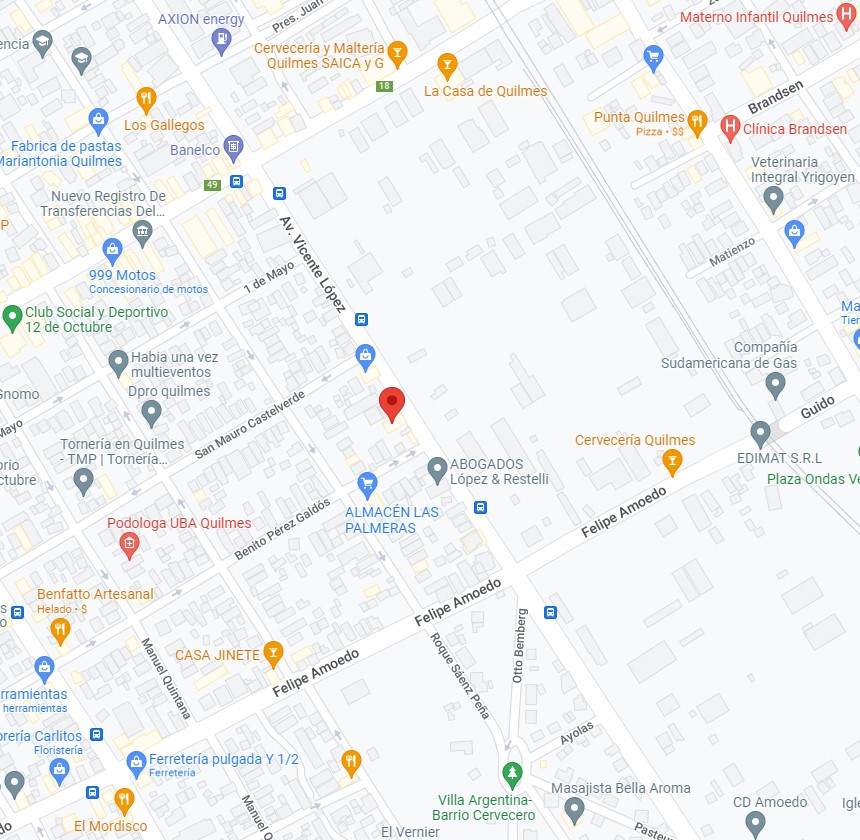 AXION energy
Pres. Juan
Materno Infantil Quilmes
Cervecería y Maltería
Quilmes SAICA y G
18
La Casa de Quilmes
Brandsen
Los Gallegos
Punta Quilmes
Pizza • $$
Clínica Brandsen
Fabrica de pastas
Mariantonia Quilmes
Banelco
Veterinaria
Integral Yrigoyen
49
Nuevo Registro De
Transferencias Del...
P
Av. Vicente López
Matienzo
999 Motos
Concesionario de motos
1 de Mayo
Club Social y Deportivo
12 de Octubre
Habia una vez
multieventos
Compañía
Sudamericana de Gas
Dpro quilmes
Gnomo
Mayo
San Mauro Castelverde
Guido
Tornería en Quilmes
- TMP | Tornería...
Cervecería Quilmes
EDIMAT S.R.L
ABOGADOS
López & Restelli
Plaza Ondas Ve
ctubre
ALMACÉN LAS
PALMERAS
Felipe Amoedo
Podologa UBA Quilmes
Benito Pérez Galdós
Benfatto Artesanal
Helado • $
Felipe Amoedo
Otto Bemberg
CASA JINETE
Manuel Quintana
Felipe Amoedo
Roque Sáenz Peña
rramientas
herramientas
Ayolas
brería Carlitos
Floristería
Ferretería pulgada Y 1/2
Ferretería
Villa Argentina-
Barrio Cervecero
Masajista Bella Aroma
CD Amoedo
El Mordisco
Manuel Q
El Vernier
Pasteur